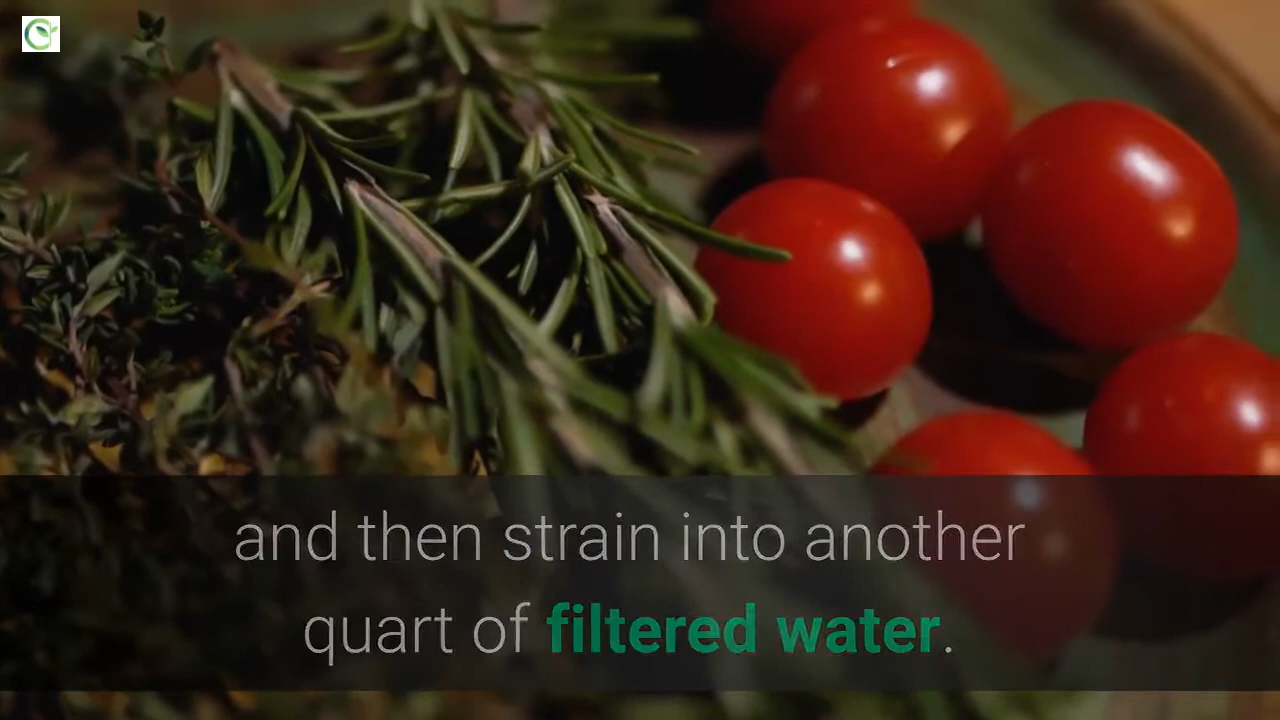 and then strain into another
quart of filtered water.